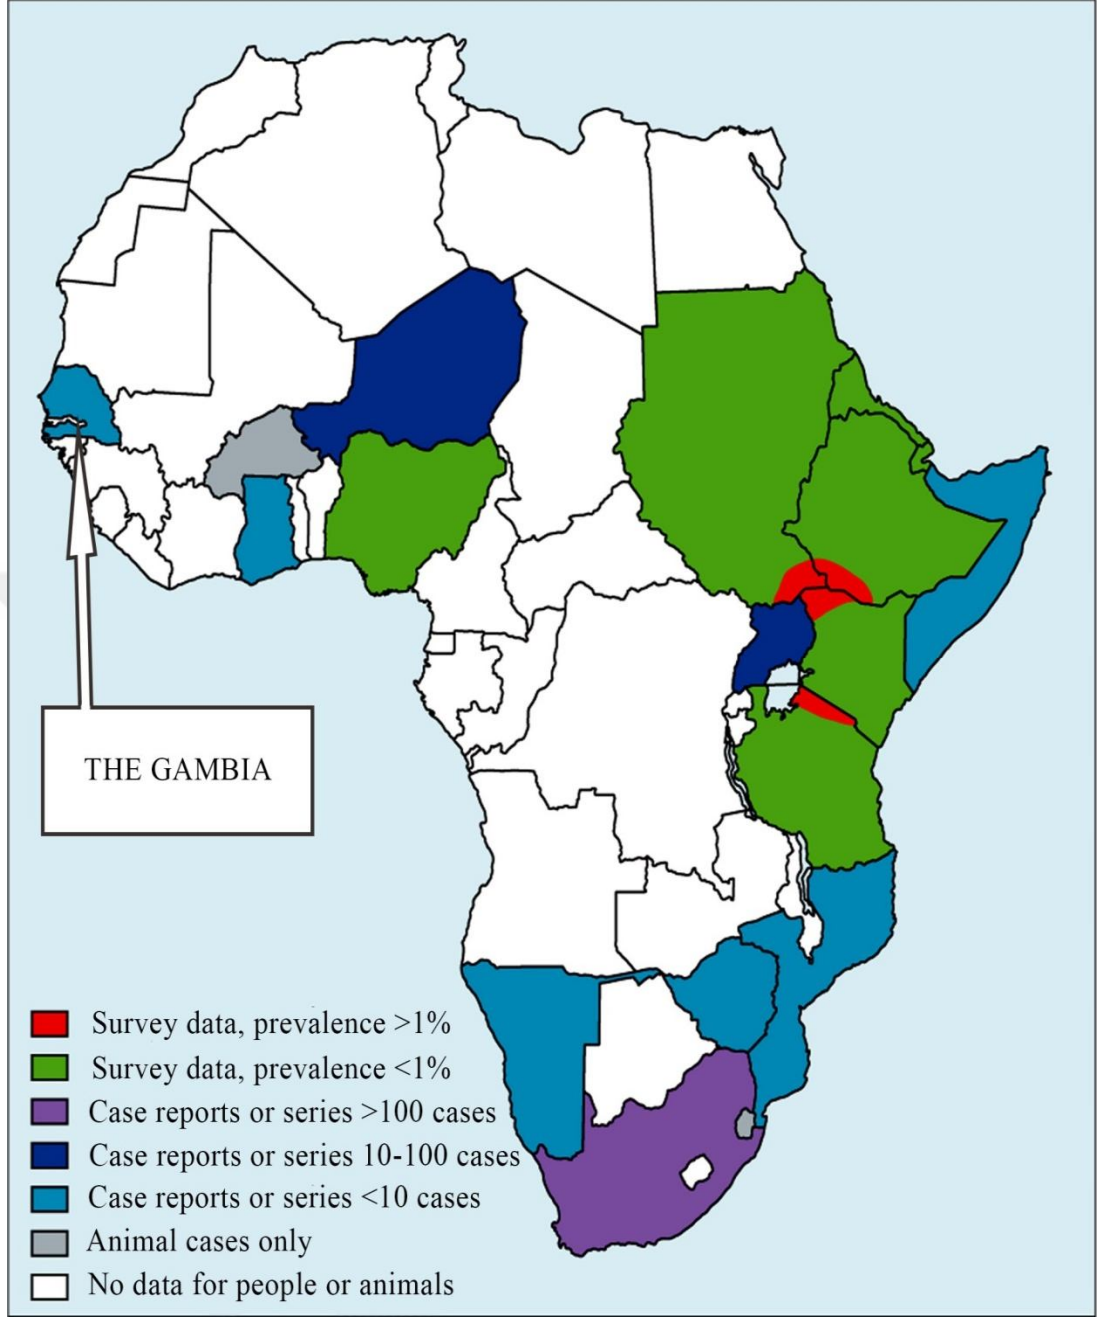 THE GAMBIA
Survey data, prevalence >1%
Survey data, prevalence <1%
Case reports or series >100 cases
Case reports or series 10-100 cases
Case reports or series <10 cases
Animal cases only
No data for people or animals